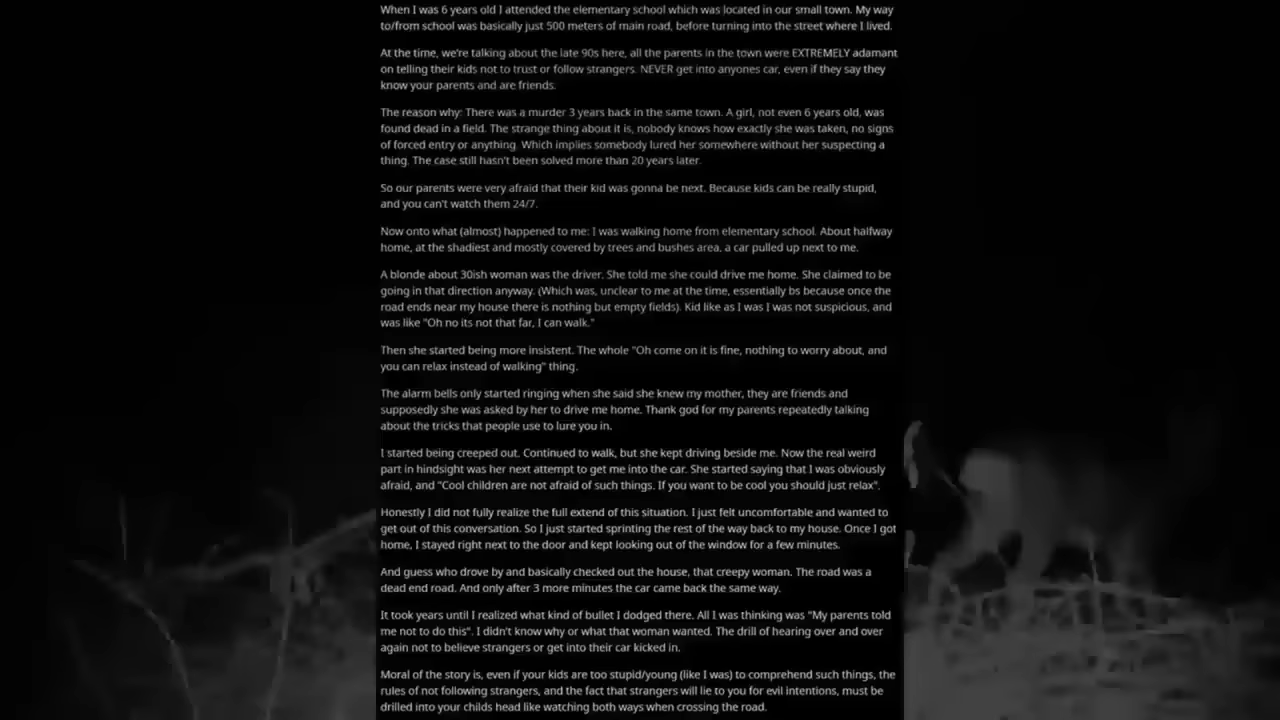 When I was 6 years old I attended the elementary school which was located in our small town. My way
to/from school was basically just 500 meters of main road, before turning into the street where I lived.
At the time, we're talking about the late 90s here, all the parents in the town were EXTREMELY adamant
on telling their kids not to trust or follow strangers. NEVER get into anyones car, even if they say they
know your parents and are friends.
The reason why: There was a murder 3 years back in the same town. A girl, not even 6 years old, was
found dead in a field. The strange thing about it is, nobody knows how exactly she was taken, no signs
of forced entry or anything. Which implies somebody lured her somewhere without her suspecting a
thing. The case still hasn't been solved more than 20 years later.
So our parents were very afraid that their kid was gonna be next. Because kids can be really stupid,
and you can't watch them 24/7.
Now onto what (almost) happened to me: I was walking home from elementary school. About halfway
home, at the shadiest and mostly covered by trees and bushes area, a car pulled up next to me.
A blonde about 30ish woman was the driver. She told me she could drive me home. She claimed to be
going in that direction anyway. (Which was, unclear to me at the time, essentially bs because once the
road ends near my house there is nothing but empty fields). Kid like as I was I was not suspicious, and
was like "Oh no its not that far, I can walk."
Then she started being more insistent. The whole "Oh come on it is fine, nothing to worry about, and
you can relax instead of walking" thing.
The alarm bells only started ringing when she said she knew my mother, they are friends and
supposedly she was asked by her to drive me home. Thank god for my parents repeatedly talking
about the tricks that people use to lure you in.
I started being creeped out. Continued to walk, but she kept driving beside me. Now the real weird
part in hindsight was her next attempt to get me into the car. She started saying that I was obviously
afraid, and "Cool children are not afraid of such things. If you want to be cool you should just relax".
Honestly I did not fully realize the full extend of this situation. I just felt uncomfortable and wanted to
get out of this conversation. So I just started sprinting the rest of the way back to my house. Once I got
home, I stayed right next to the door and kept looking out of the window for a few minutes.
And guess who drove by and basically checked out the house, that creepy woman. The road was a
dead end road. And only after 3 more minutes the car came back the same way.
It took years until I realized what kind of bullet I dodged there. All I was thinking was "My parents told
me not to do this". I didn't know why or what that woman wanted. The drill of hearing over and over
again not to believe strangers or get into their car kicked in.
Moral of the story is, even if your kids are too stupid/young (like I was) to comprehend such things, the
rules of not following strangers, and the fact that strangers will lie to you for evil intentions, must be
drilled into your childs head like watching both ways when crossing the road.